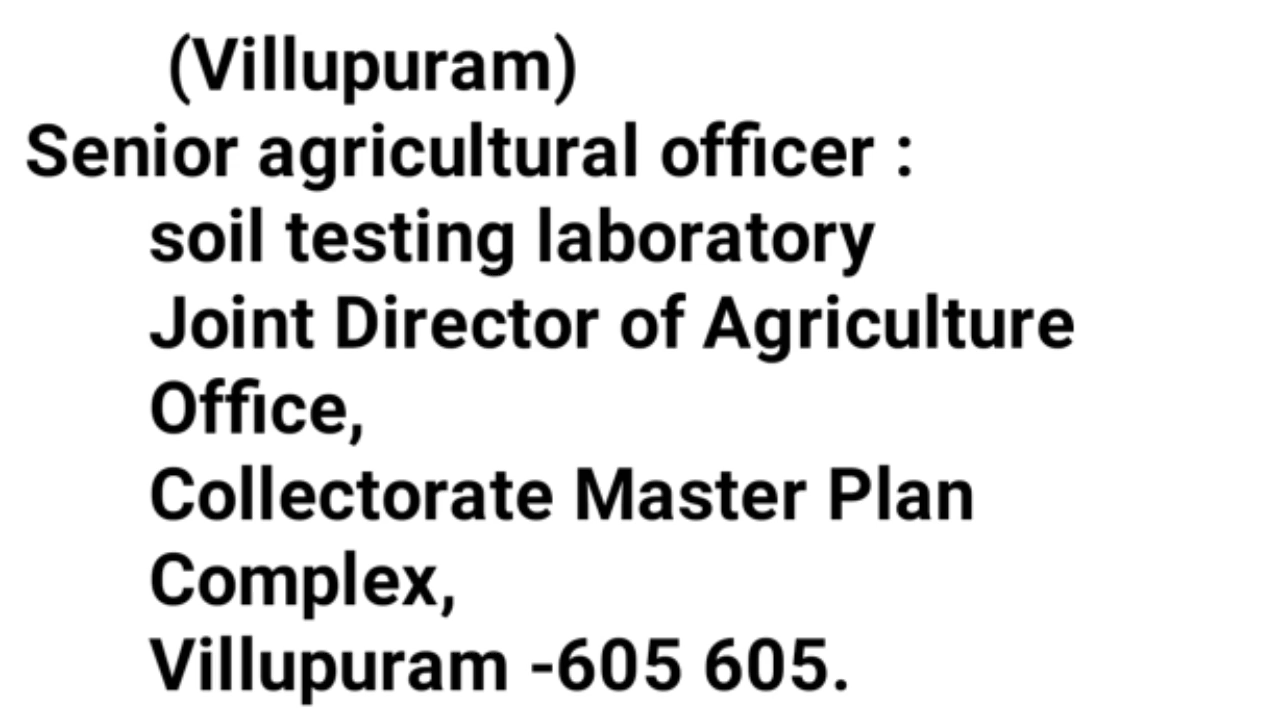 (Villupuram)
Senior agricultural officer :
soil testing laboratory
Joint Director of Agriculture
Office,
Collectorate Master Plan
Complex,
Villupuram -605 605.